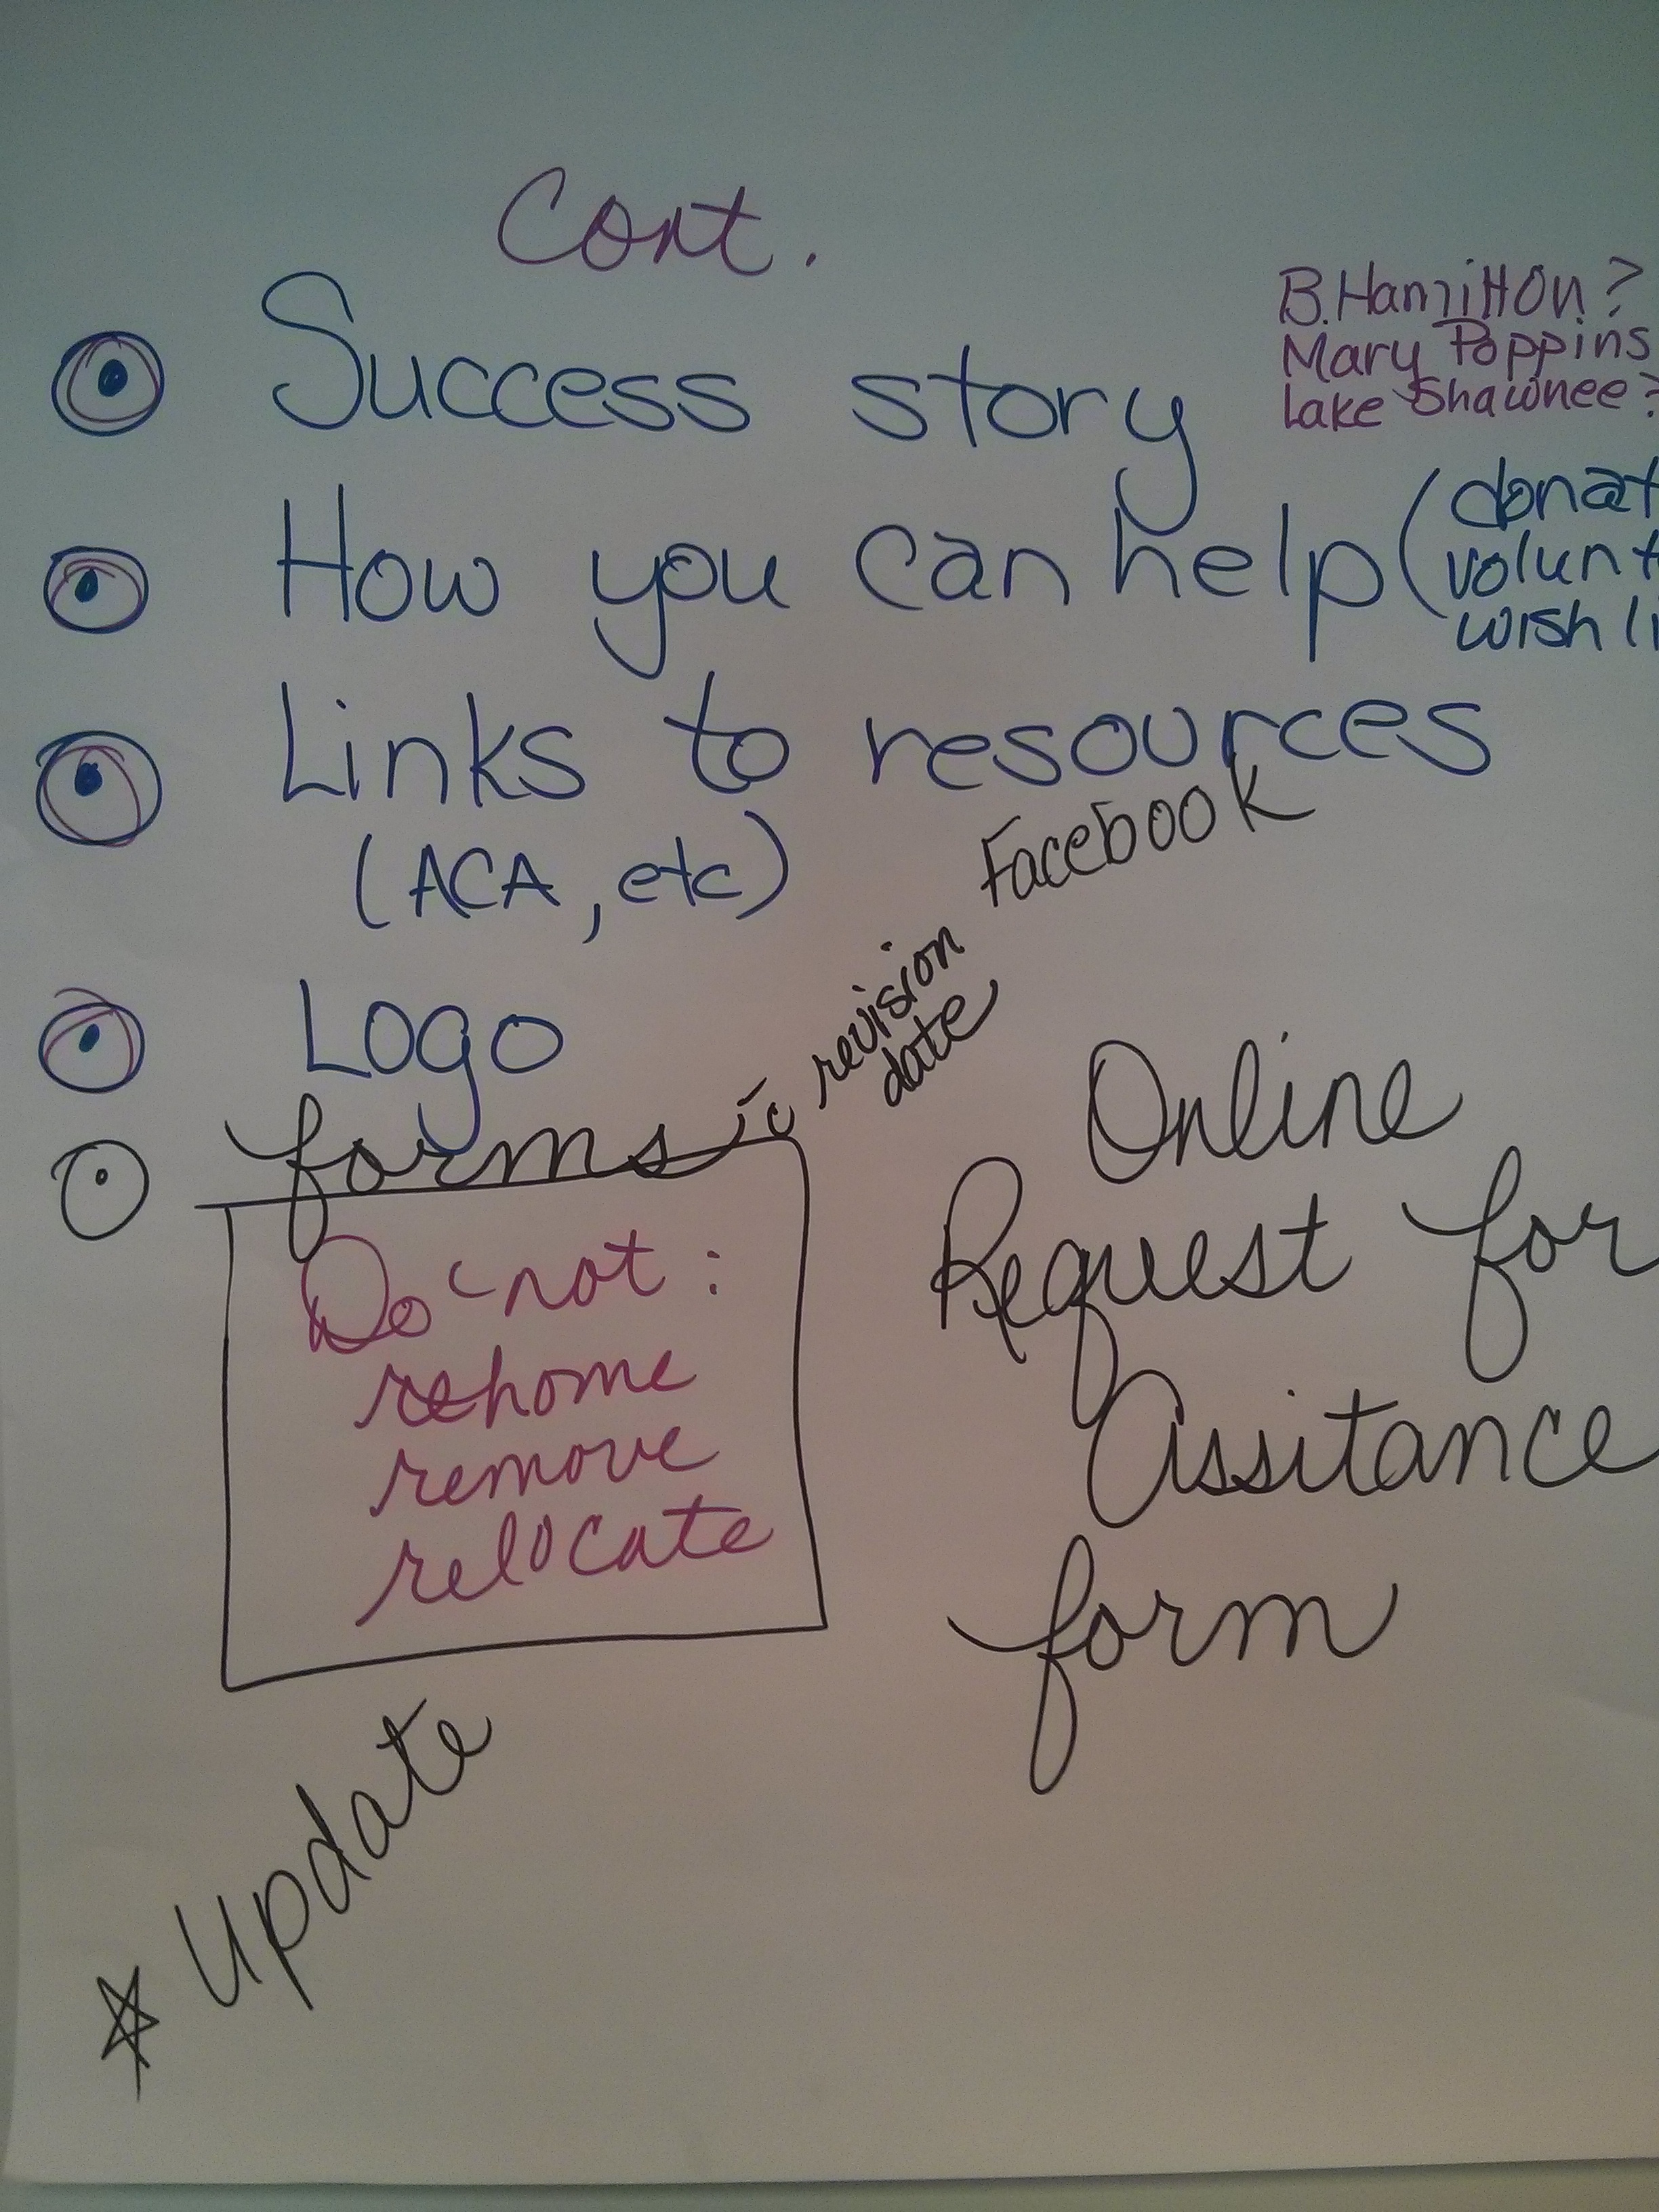 Cont.
B. Hamilton?
Mary Poppins
Lake Shawnee?
Success story
How you can help (donat
volunt
wish li
Links to resources
(ACA, etc)
Facebook
Logo
revision
date
forms
Do not:
rehome
remove
relocate
Online
Request for
Assitance
form
Update